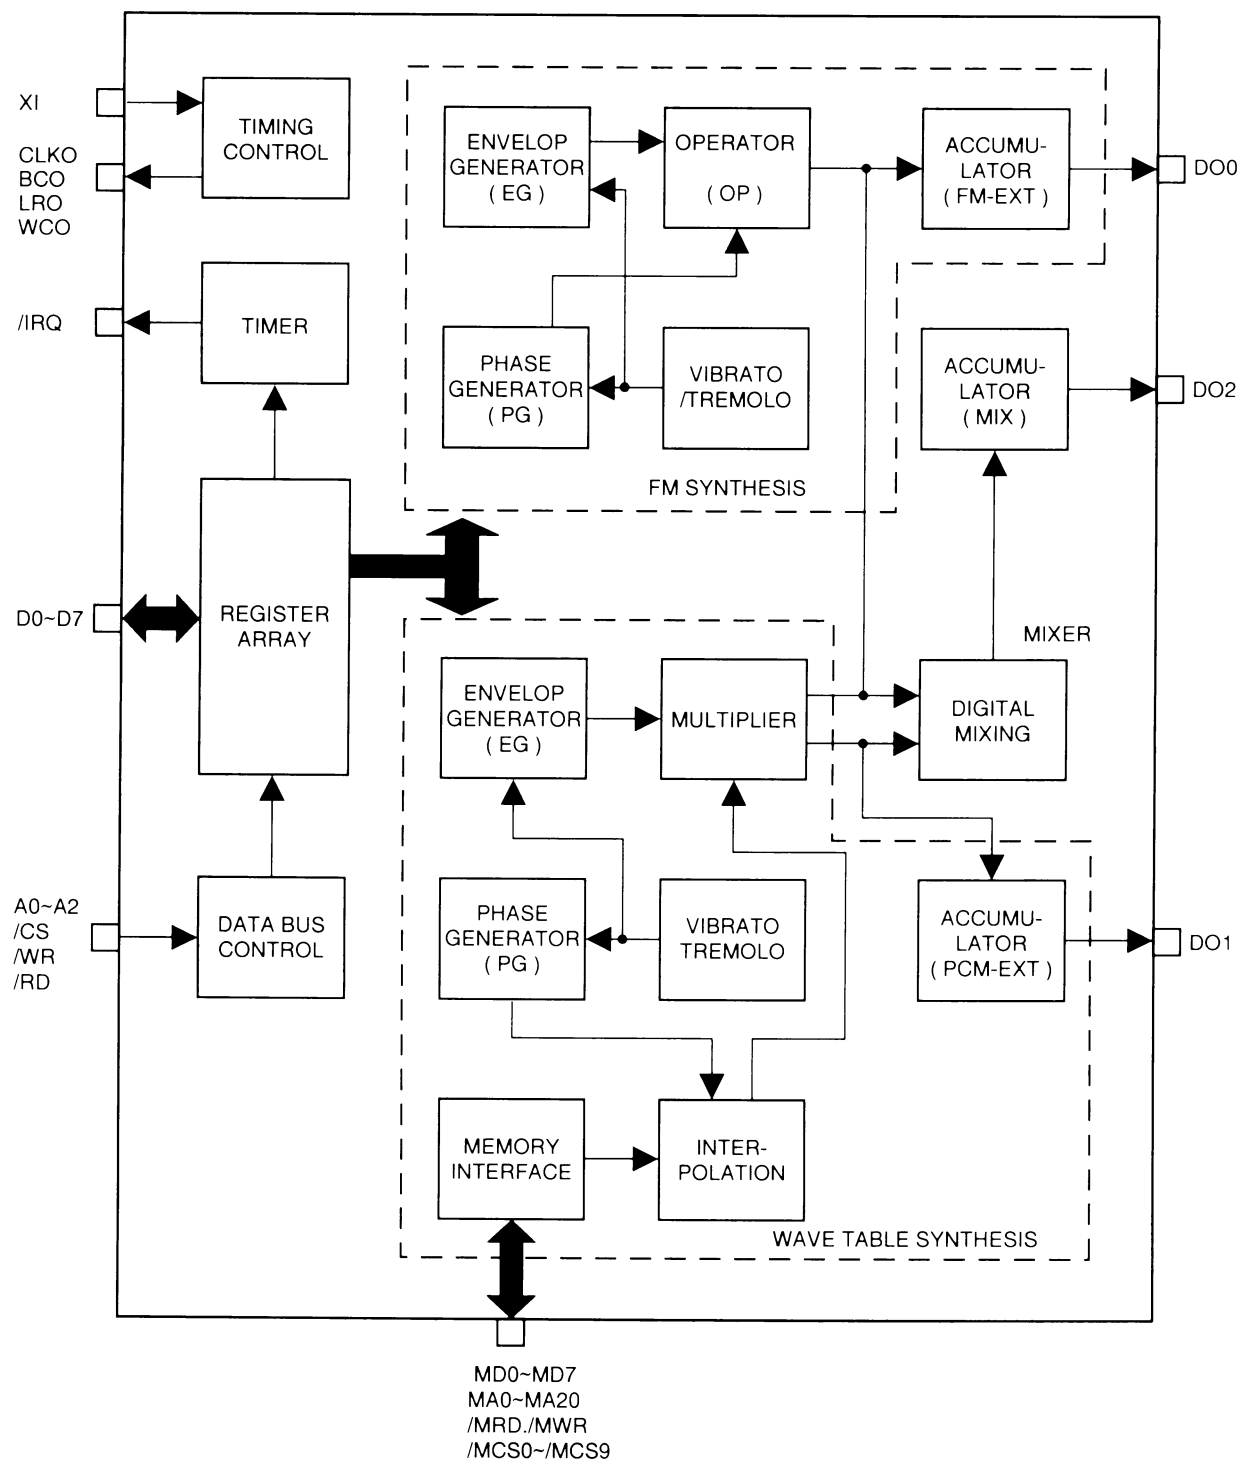 XI
CLKO
BCO
LRO
WCO
/IRQ
D0~D7
A0~A2
/CS
/WR
/RD
TIMING
CONTROL
TIMER
REGISTER
ARRAY
DATA BUS
CONTROL
ENVELOP
GENERATOR
( EG )
OPERATOR
( OP )
ACCUMU-
LATOR
( FM-EXT )
DO0
PHASE
GENERATOR
( PG )
VIBRATO
/TREMOLO
FM SYNTHESIS
ACCUMU-
LATOR
( MIX )
DO2
MIXER
ENVELOP
GENERATOR
( EG )
MULTIPLIER
DIGITAL
MIXING
PHASE
GENERATOR
( PG )
VIBRATO
TREMOLO
ACCUMU-
LATOR
( PCM-EXT )
DO1
MEMORY
INTERFACE
INTER-
POLATION
WAVE TABLE SYNTHESIS
MD0~MD7
MA0~MA20
/MRD./MWR
/MCS0~/MCS9